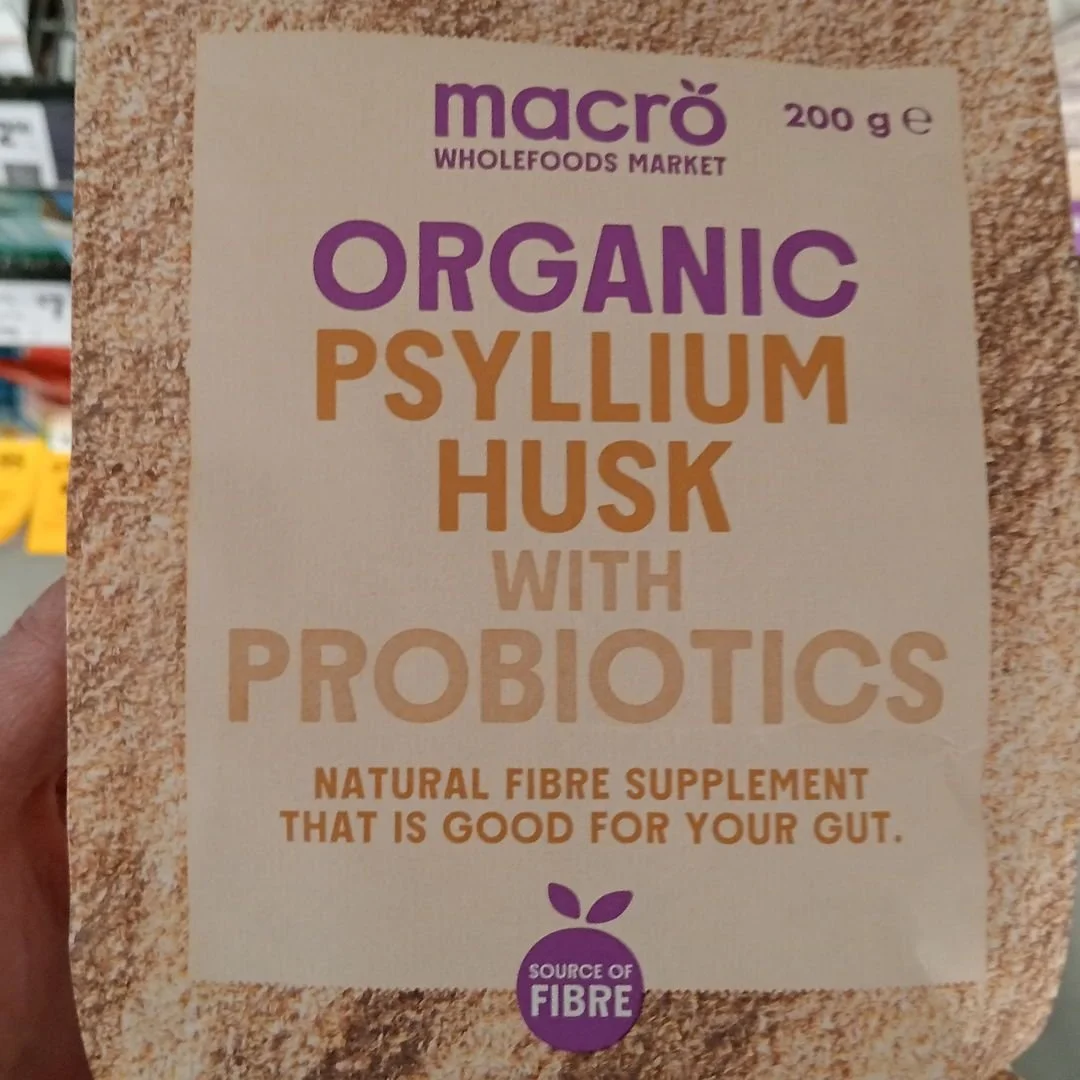 macro
WHOLEFOODS MARKET
200 g ℮
ORGANIC
PSYLLIUM
HUSK
WITH
PROBIOTICS
NATURAL FIBRE SUPPLEMENT
THAT IS GOOD FOR YOUR GUT.
SOURCE OF
FIBRE